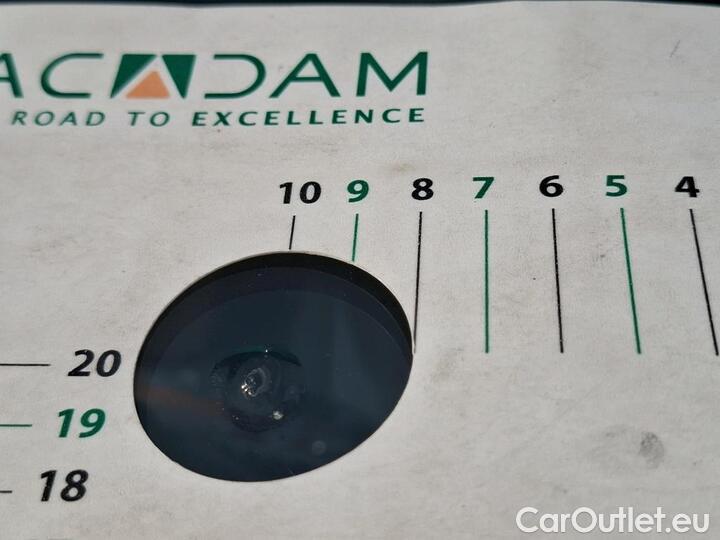 ACADAM
ROAD TO EXCELLENCE
10 9 8 7 6 5 4
20
19
18
CarOutlet.eu